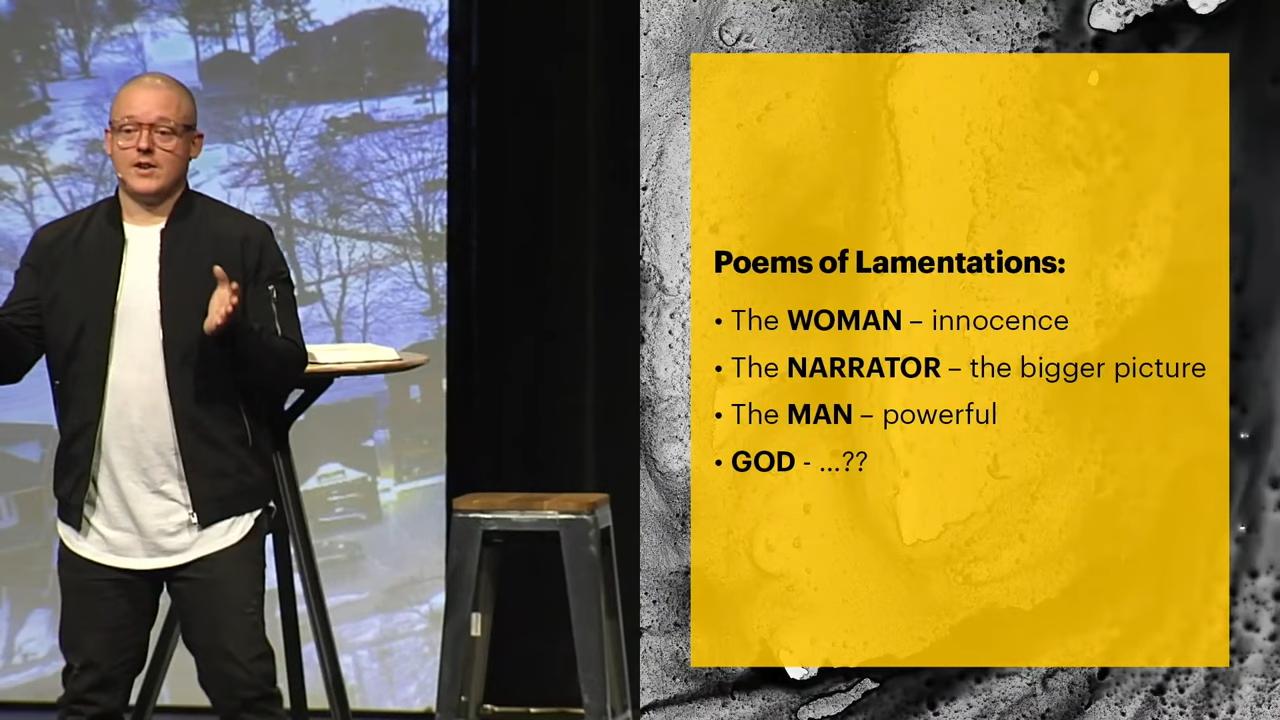 Poems of Lamentations:
• The WOMAN – innocence
• The NARRATOR – the bigger picture
• The MAN – powerful
• GOD - ...??